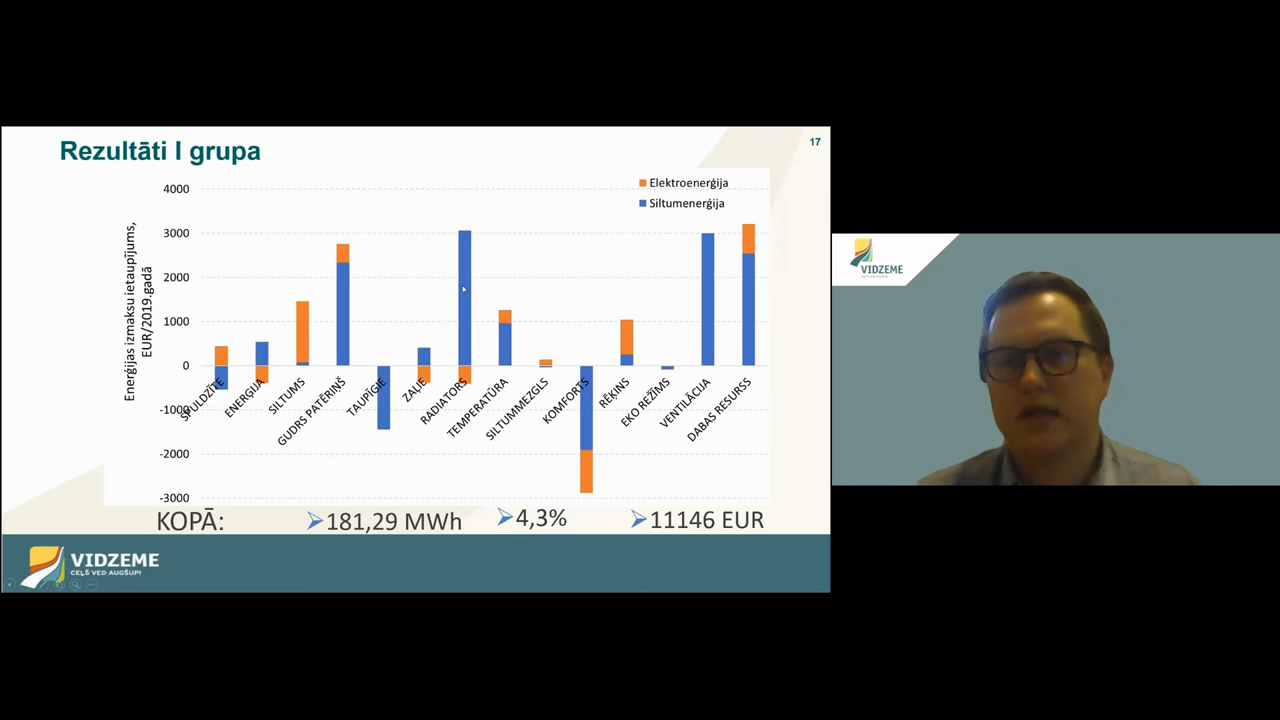 Rezultāti I grupa
17
Elektroenerģija
Siltumenerģija
Enerģijas izmaksu ietaupījums,
EUR/2019.gadā
4000
3000
2000
1000
0
-1000
-2000
-3000
SPULDZĪTE
ENERĢIJA
SILTUMS
GUDRS PATĒRIŅŠ
TAUPĪGIE
ZAĻIE
RADIATORS
TEMPERATŪRA
SILTUMMEZGLS
KOMFORTS
RĒĶINS
EKO REŽĪMS
VENTILĀCIJA
DABAS RESURSS
KOPĀ:
181,29 MWh
4,3%
11146 EUR
VIDZEME
CEĻŠ VED AUGŠUP!
VIDZEME